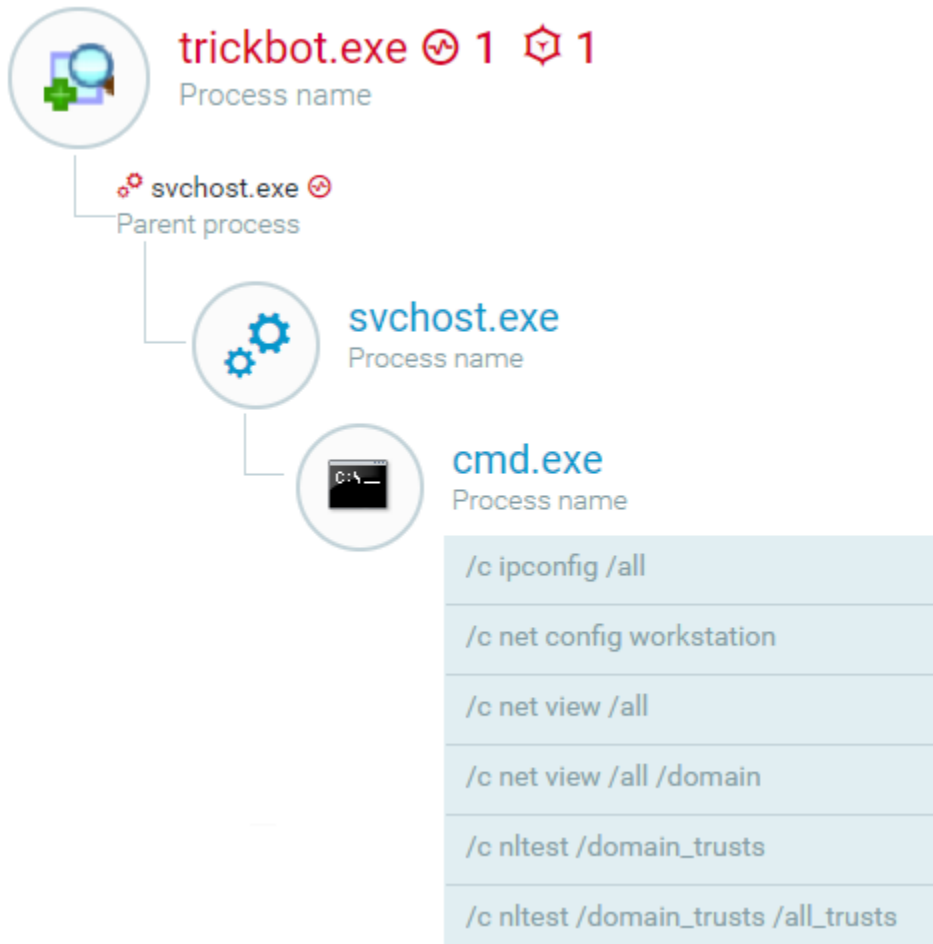 trickbot.exe 1 1
Process name
svchost.exe
Parent process
svchost.exe
Process name
C:\_
cmd.exe
Process name
/c ipconfig /all
/c net config workstation
/c net view /all
/c net view /all /domain
/c nltest /domain_trusts
/c nltest /domain_trusts /all_trusts